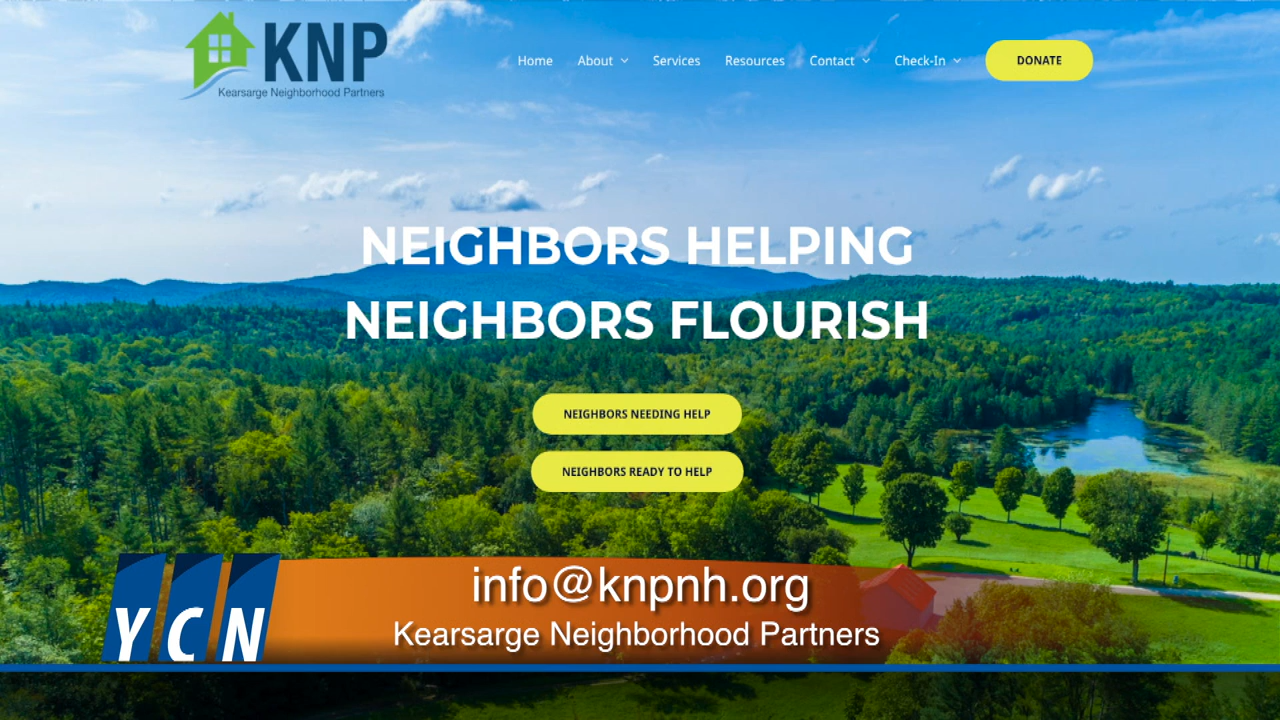 KNP
Kearsarge Neighborhood Partners
Home About Services Resources Contact Check-In DONATE
NEIGHBORS HELPING
NEIGHBORS FLOURISH
NEIGHBORS NEEDING HELP
NEIGHBORS READY TO HELP
YCN
info@knpnh.org
Kearsarge Neighborhood Partners